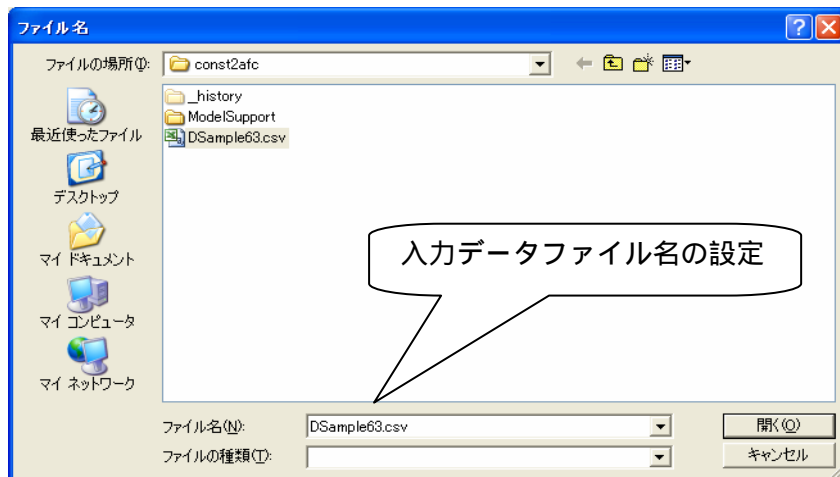 ファイル名
ファイルの場所(I):
const2afc
_history
ModelSupport
DSample63.csv
最近使ったファイル
デスクトップ
マイ ドキュメント
マイ コンピュータ
マイ ネットワーク
入力データファイル名の設定
ファイル名(N):
DSample63.csv
開く(O)
ファイルの種類(T):
キャンセル